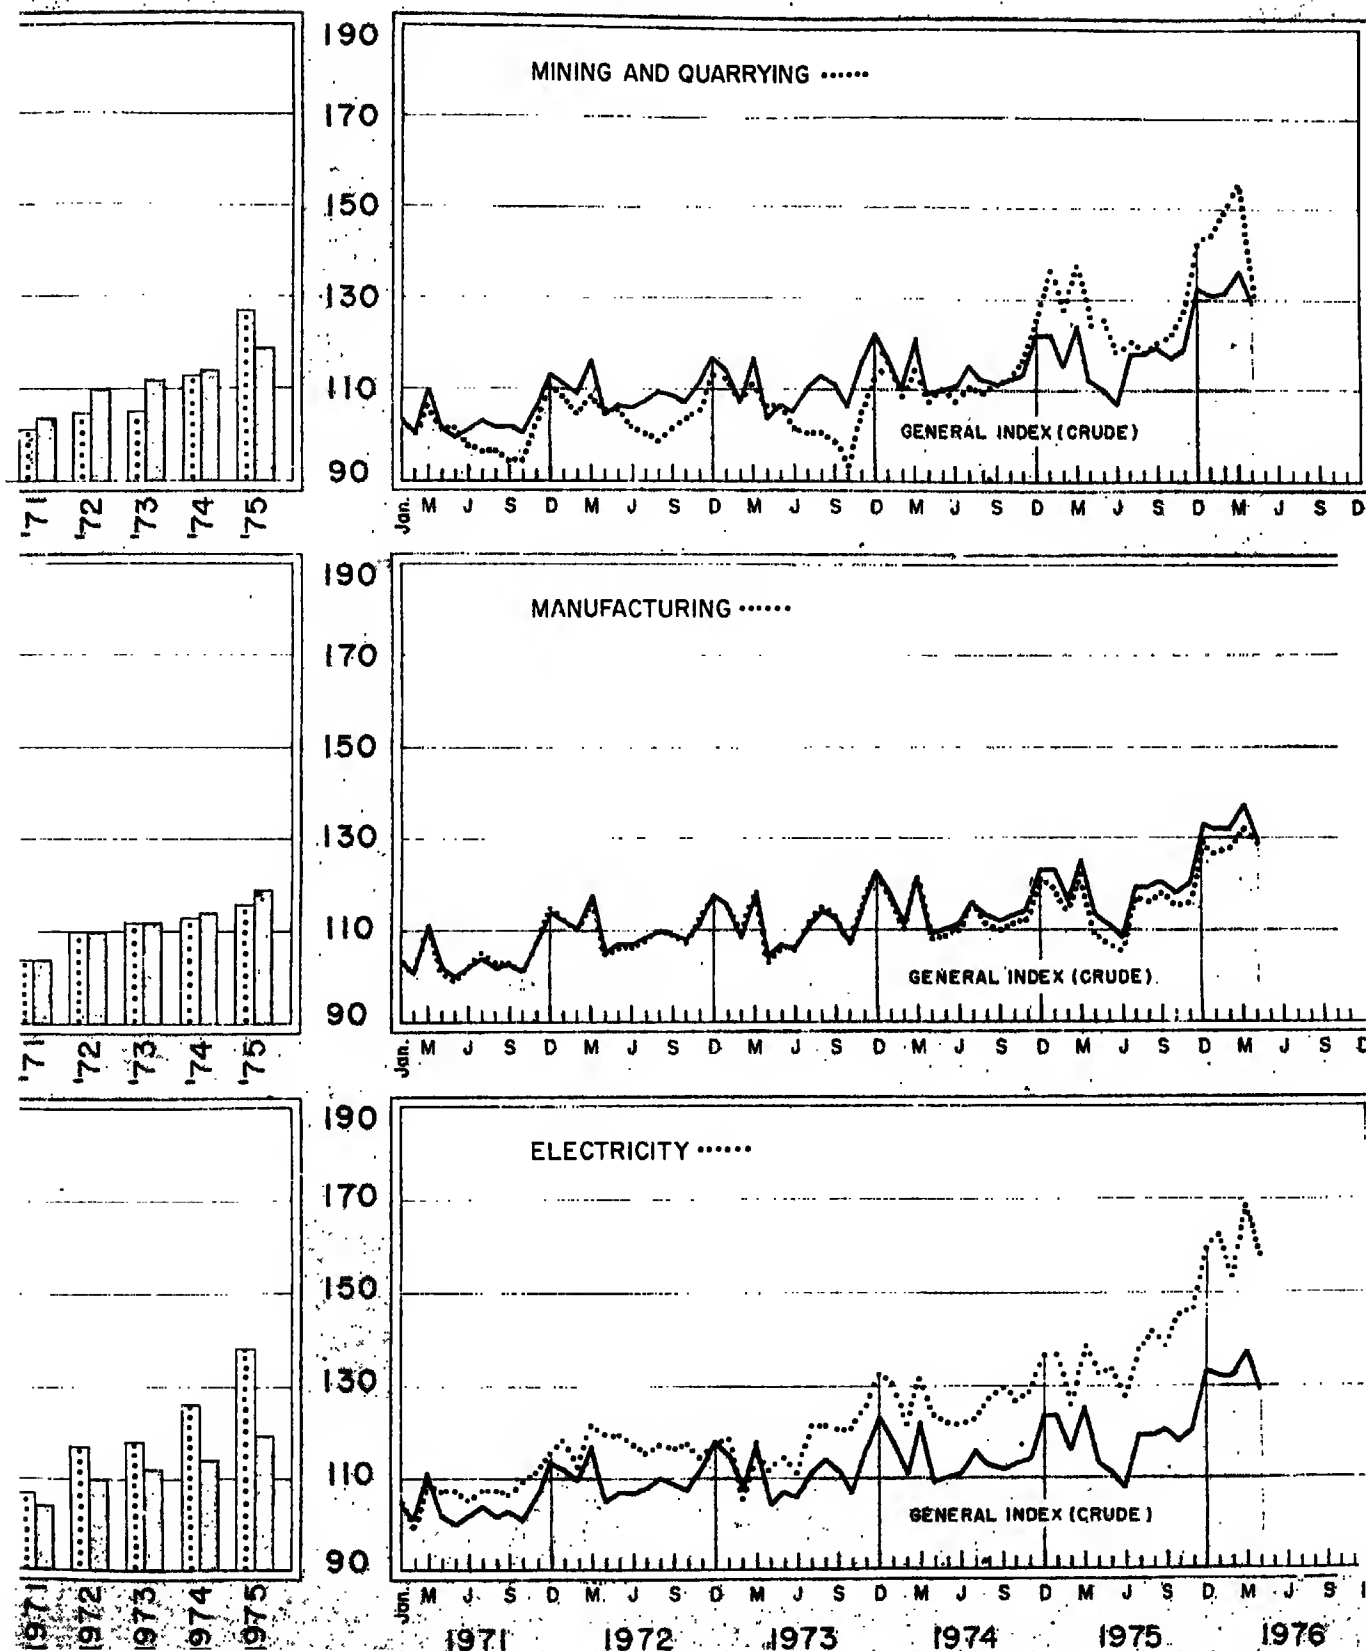 190
MINING AND QUARRYING ......
170
150
130
110
GENERAL INDEX (CRUDE)
90
'71 '72 '73 '74 '75
Jan. M J S D M J S D M J S D M J S D M J S D M J S D
190
MANUFACTURING ......
170
150
130
110
GENERAL INDEX (CRUDE)
90
'71 '72 '73 '74 '75
Jan. M J S D M J S D M J S D M J S D M J S D M J S D
190
ELECTRICITY ......
170
150
130
110
GENERAL INDEX (CRUDE)
90
1971 1972 1973 1974 1975
Jan. M J S D M J S D M J S D M J S D M J S D M J S
1971 1972 1973 1974 1975 1976